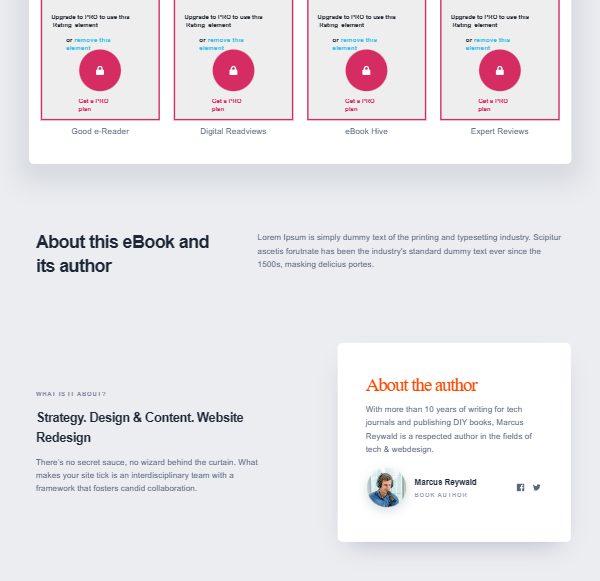 Upgrade to PRO to use this
Rating element
or remove this
element
Get a PRO
plan
Good e-Reader
Upgrade to PRO to use this
Rating element
or remove this
element
Get a PRO
plan
Digital Readviews
Upgrade to PRO to use this
Rating element
or remove this
element
Get a PRO
plan
eBook Hive
Upgrade to PRO to use this
Rating element
or remove this
element
Get a PRO
plan
Expert Reviews
About this eBook and
its author
Lorem Ipsum is simply dummy text of the printing and typesetting industry. Scipitur
ascetis forutnate has been the industry's standard dummy text ever since the
1500s, masking delicius portes.
WHAT IS IT ABOUT?
Strategy. Design & Content. Website
Redesign
There's no secret sauce, no wizard behind the curtain. What
makes your site tick is an interdisciplinary team with a
framework that fosters candid collaboration.
About the author
With more than 10 years of writing for tech
journals and publishing DIY books, Marcus
Reywald is a respected author in the fields of
tech & webdesign.
Marcus Reywald
BOOK AUTHOR